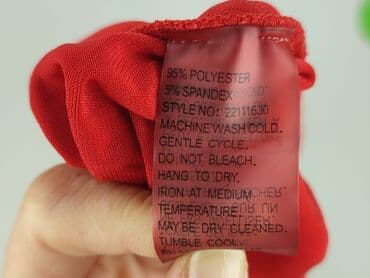 95% POLYESTER
5% SPANDEX
STYLE NO: 22111630
MACHINE WASH COLD.
GENTLE CYCLE.
DO NOT BLEACH.
HANG TO DRY.
IRON AT MEDIUM
TEMPERATURE
MAY BE DRY CLEANED.
TUMBLE COOL